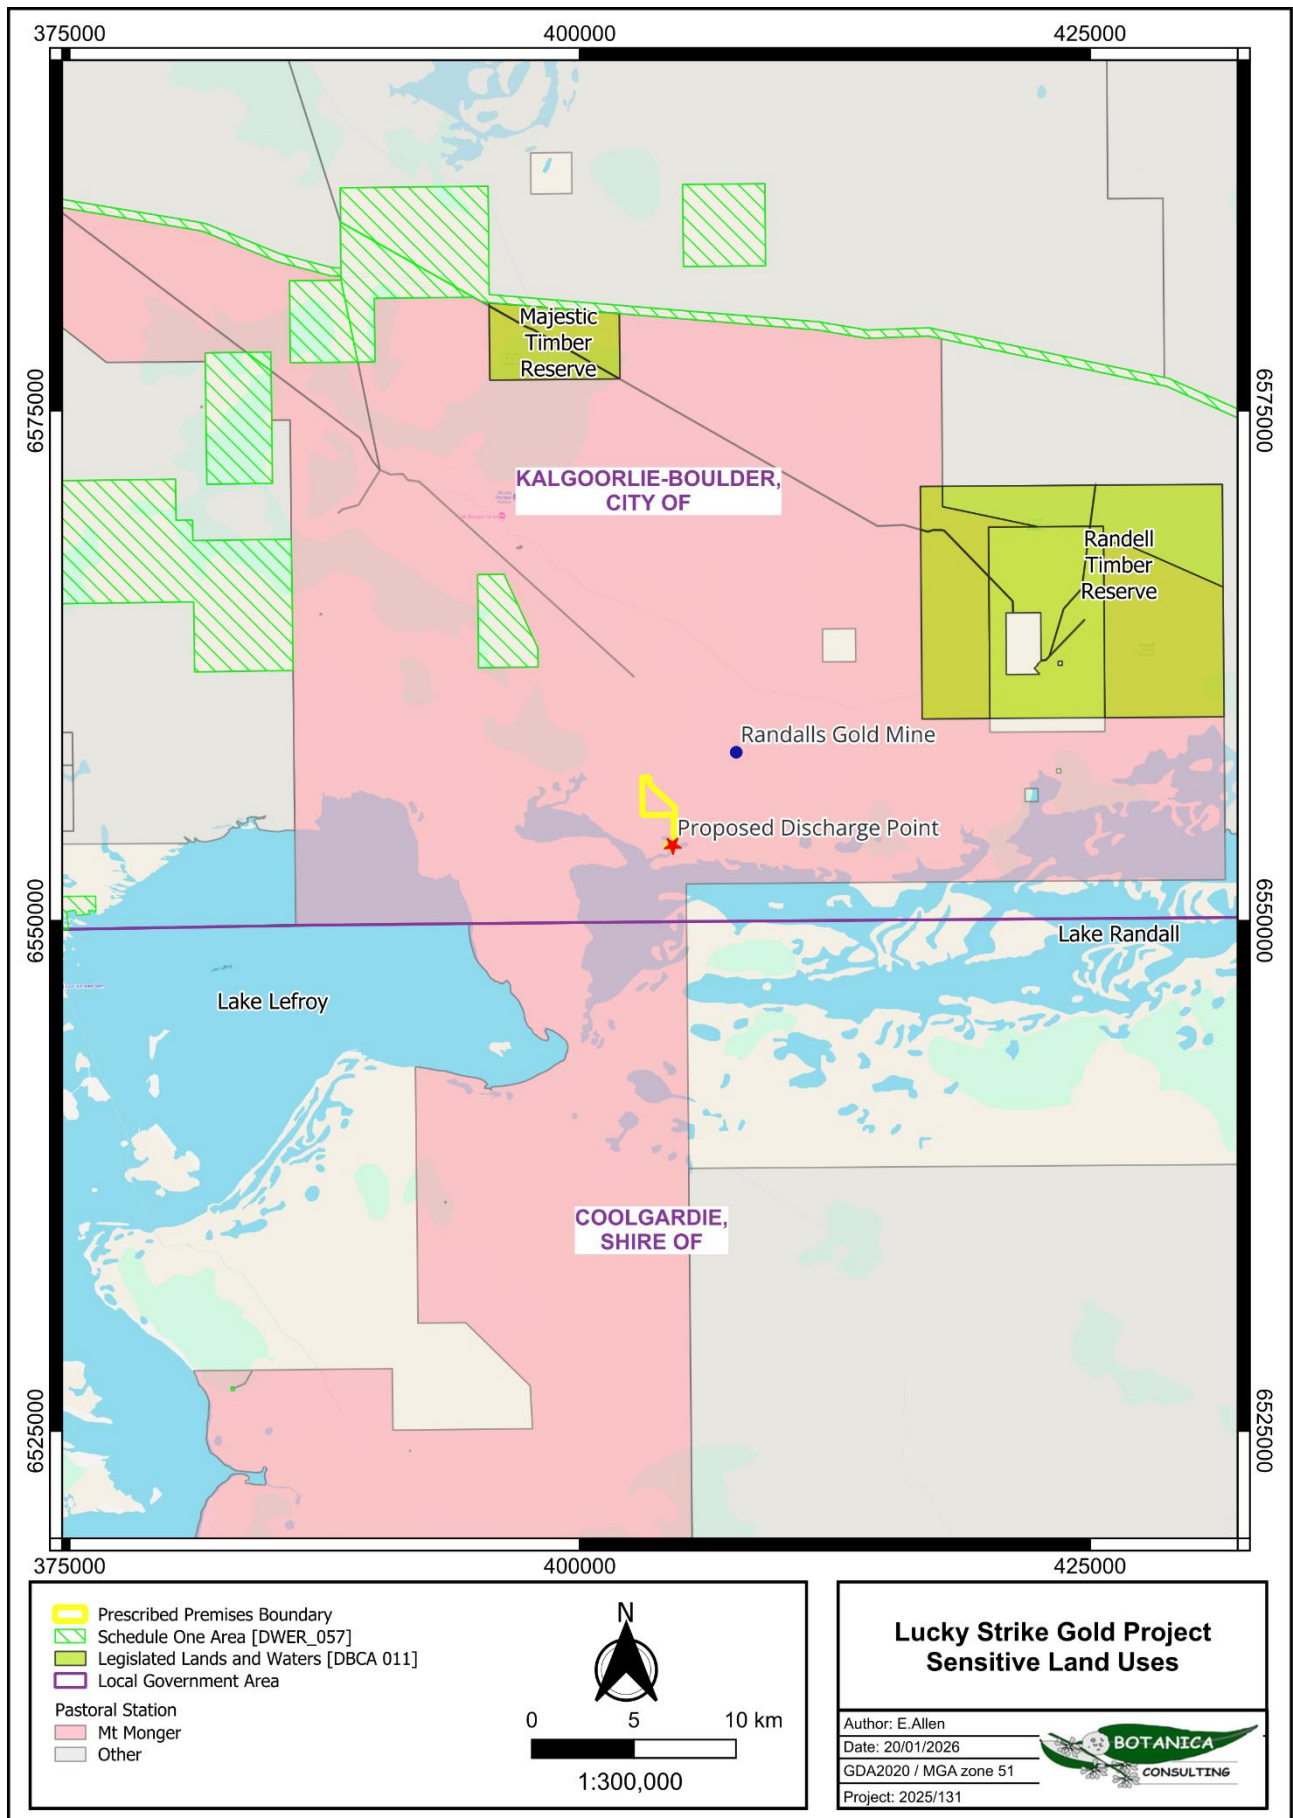 375000
400000
425000
Majestic
Timber
Reserve
6575000
6575000
KALGOORLIE-BOULDER,
CITY OF
Randell
Timber
Reserve
Randalls Gold Mine
Proposed Discharge Point
6550000
6550000
Lake Randall
Lake Lefroy
COOLGARDIE,
SHIRE OF
6525000
6525000
375000
400000
425000
Prescribed Premises Boundary
Schedule One Area [DWER_057]
Legislated Lands and Waters [DBCA 011]
Local Government Area
Pastoral Station
Mt Monger
Other
N
0 5 10 km
1:300,000
Lucky Strike Gold Project
Sensitive Land Uses
Author: E.Allen
Date: 20/01/2026
GDA2020 / MGA zone 51
Project: 2025/131
BOTANICA
CONSULTING